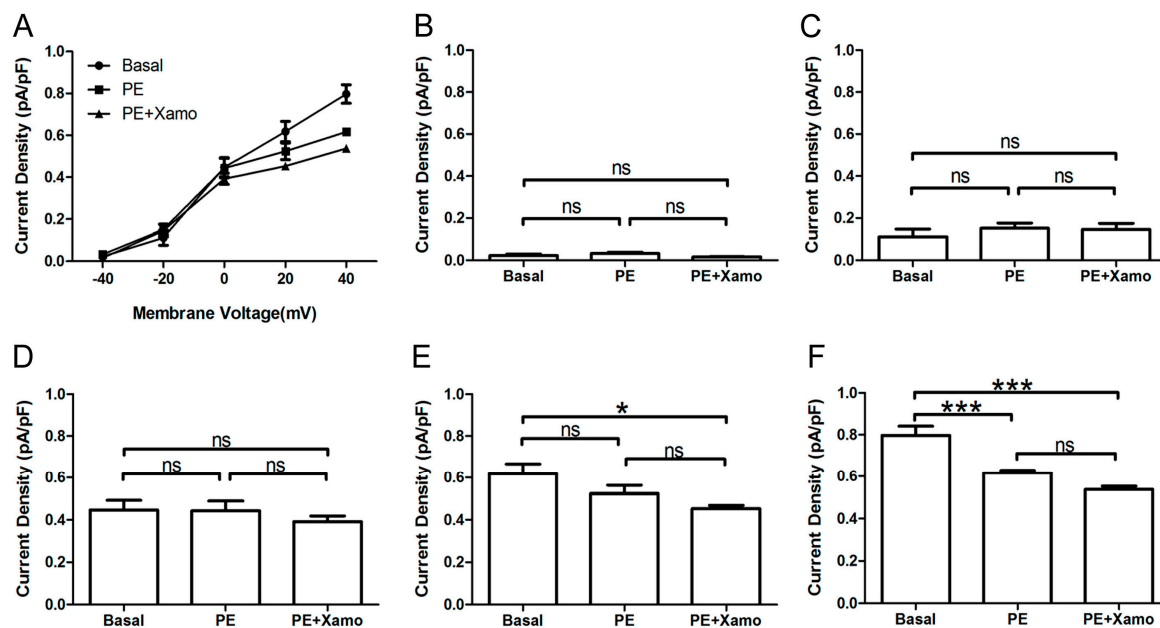 A
Current Density (pA/pF)
1.0
0.8
0.6
0.4
0.2
0.0
Basal
PE
PE+Xamo
-40 -20 0 20 40
Membrane Voltage(mV)
B
Current Density (pA/pF)
1.0
0.8
0.6
0.4
0.2
0.0
ns
ns ns
Basal PE PE+Xamo
C
Current Density (pA/pF)
1.0
0.8
0.6
0.4
0.2
0.0
ns
ns ns
Basal PE PE+Xamo
D
Current Density (pA/pF)
1.0
0.8
0.6
0.4
0.2
0.0
ns
ns ns
Basal PE PE+Xamo
E
Current Density (pA/pF)
1.0
0.8
0.6
0.4
0.2
0.0
*
ns
ns
Basal PE PE+Xamo
F
Current Density (pA/pF)
1.0
0.8
0.6
0.4
0.2
0.0
***
***
ns
Basal PE PE+Xamo